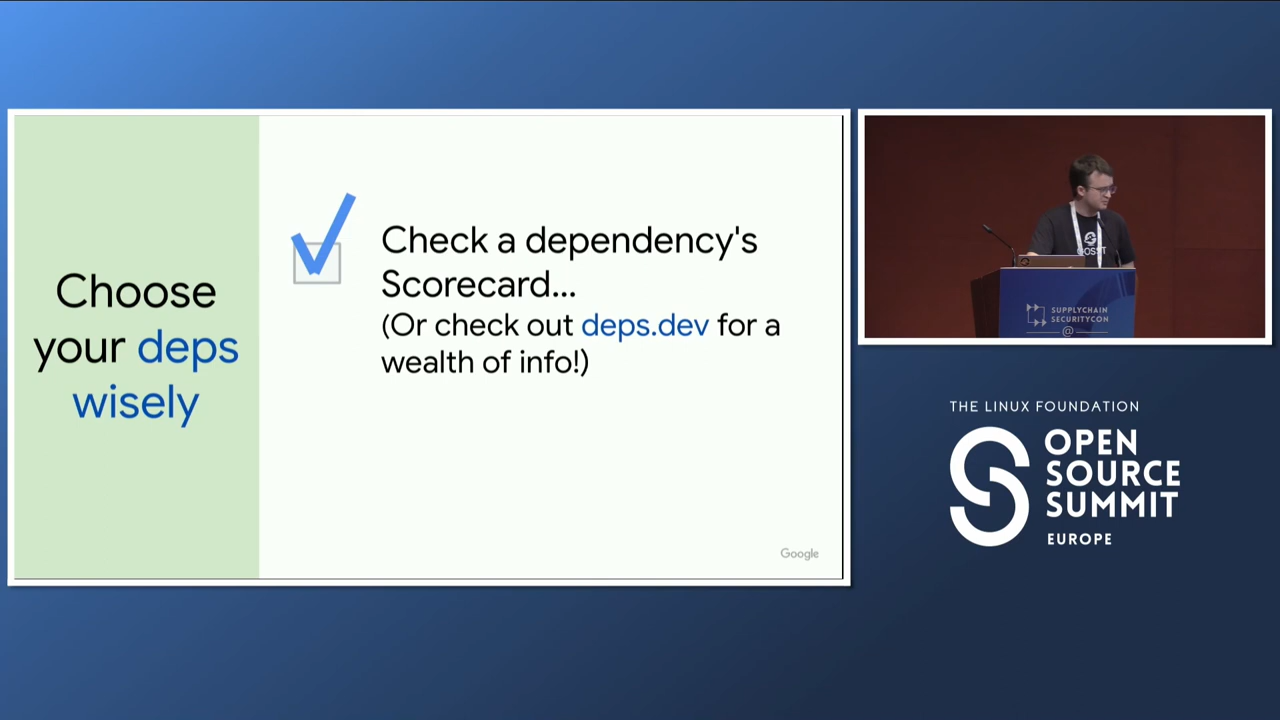 Choose
your deps
wisely
Check a dependency's
Scorecard...
(Or check out deps.dev for a
wealth of info!)
Google
GOSST
SUPPLYCHAIN
SECURITYCON
@
THE LINUX FOUNDATION
OPEN
SOURCE
SUMMIT
EUROPE